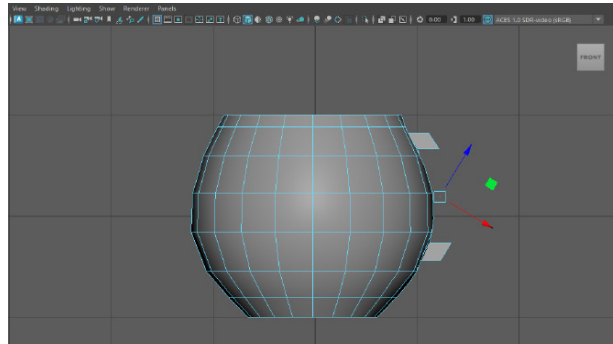 View Shading Lighting Show Renderer Panels
0.00 1.00 ACES 1.0 SDR-video (sRGB)
FRONT